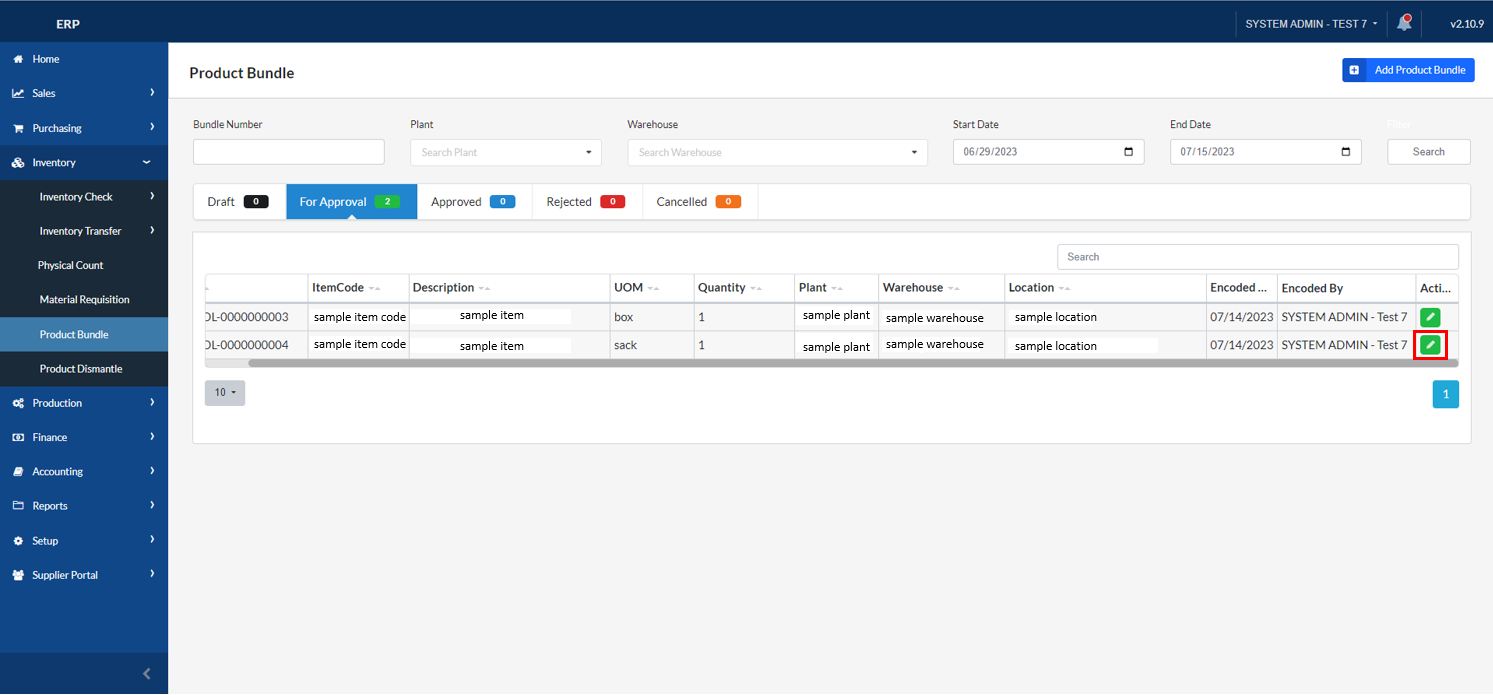 ERP
SYSTEM ADMIN - TEST 7
v2.10.9
Home
Sales
Purchasing
Inventory
Inventory Check
Inventory Transfer
Physical Count
Material Requisition
Product Bundle
Product Dismantle
Production
Finance
Accounting
Reports
Setup
Supplier Portal
Product Bundle
Add Product Bundle
Bundle Number Plant Warehouse Start Date End Date Filter
Search Plant Search Warehouse 06/29/2023 07/15/2023 Search
Draft 0 For Approval 2 Approved 0 Rejected 0 Cancelled 0
Search
ItemCode Description UOM Quantity Plant Warehouse Location Encoded ... Encoded By Acti...
OL-0000000003 sample item code sample item box 1 sample plant sample warehouse sample location 07/14/2023 SYSTEM ADMIN - Test 7
OL-0000000004 sample item code sample item sack 1 sample plant sample warehouse sample location 07/14/2023 SYSTEM ADMIN - Test 7
10
1